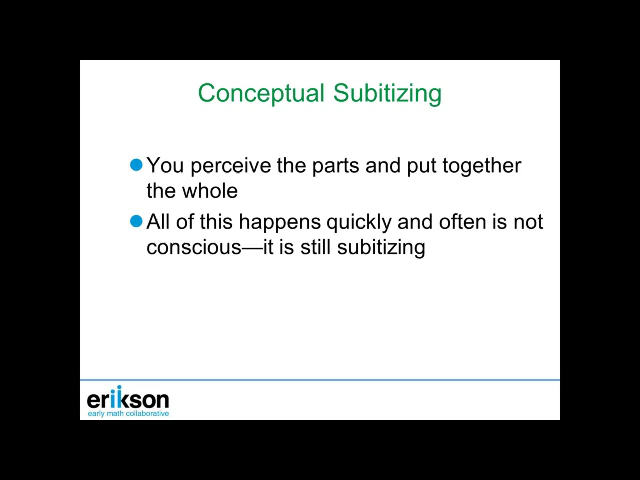 Conceptual Subitizing
You perceive the parts and put together
the whole
All of this happens quickly and often is not
conscious—it is still subitizing
erikson
early math collaborative